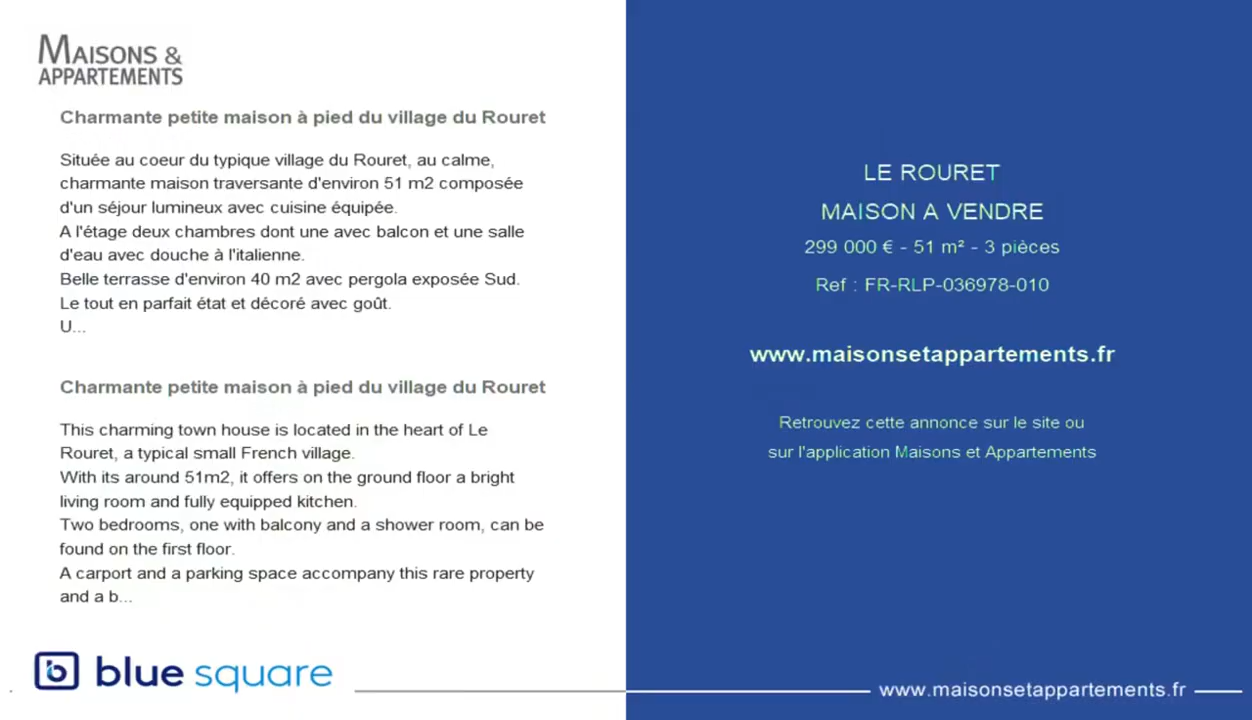 MAISONS &
APPARTEMENTS
Charmante petite maison à pied du village du Rouret
Située au coeur du typique village du Rouret, au calme,
charmante maison traversante d'environ 51 m2 composée
d'un séjour lumineux avec cuisine équipée.
A l'étage deux chambres dont une avec balcon et une salle
d'eau avec douche à l'italienne.
Belle terrasse d'environ 40 m2 avec pergola exposée Sud.
Le tout en parfait état et décoré avec goût.
U...
Charmante petite maison à pied du village du Rouret
This charming town house is located in the heart of Le
Rouret, a typical small French village.
With its around 51m2, it offers on the ground floor a bright
living room and fully equipped kitchen.
Two bedrooms, one with balcony and a shower room, can be
found on the first floor.
A carport and a parking space accompany this rare property
and a b...
b blue square
LE ROURET
MAISON A VENDRE
299 000 € - 51 m² - 3 pièces
Ref : FR-RLP-036978-010
www.maisonsetappartements.fr
Retrouvez cette annonce sur le site ou
sur l'application Maisons et Appartements
www.maisonsetappartements.fr